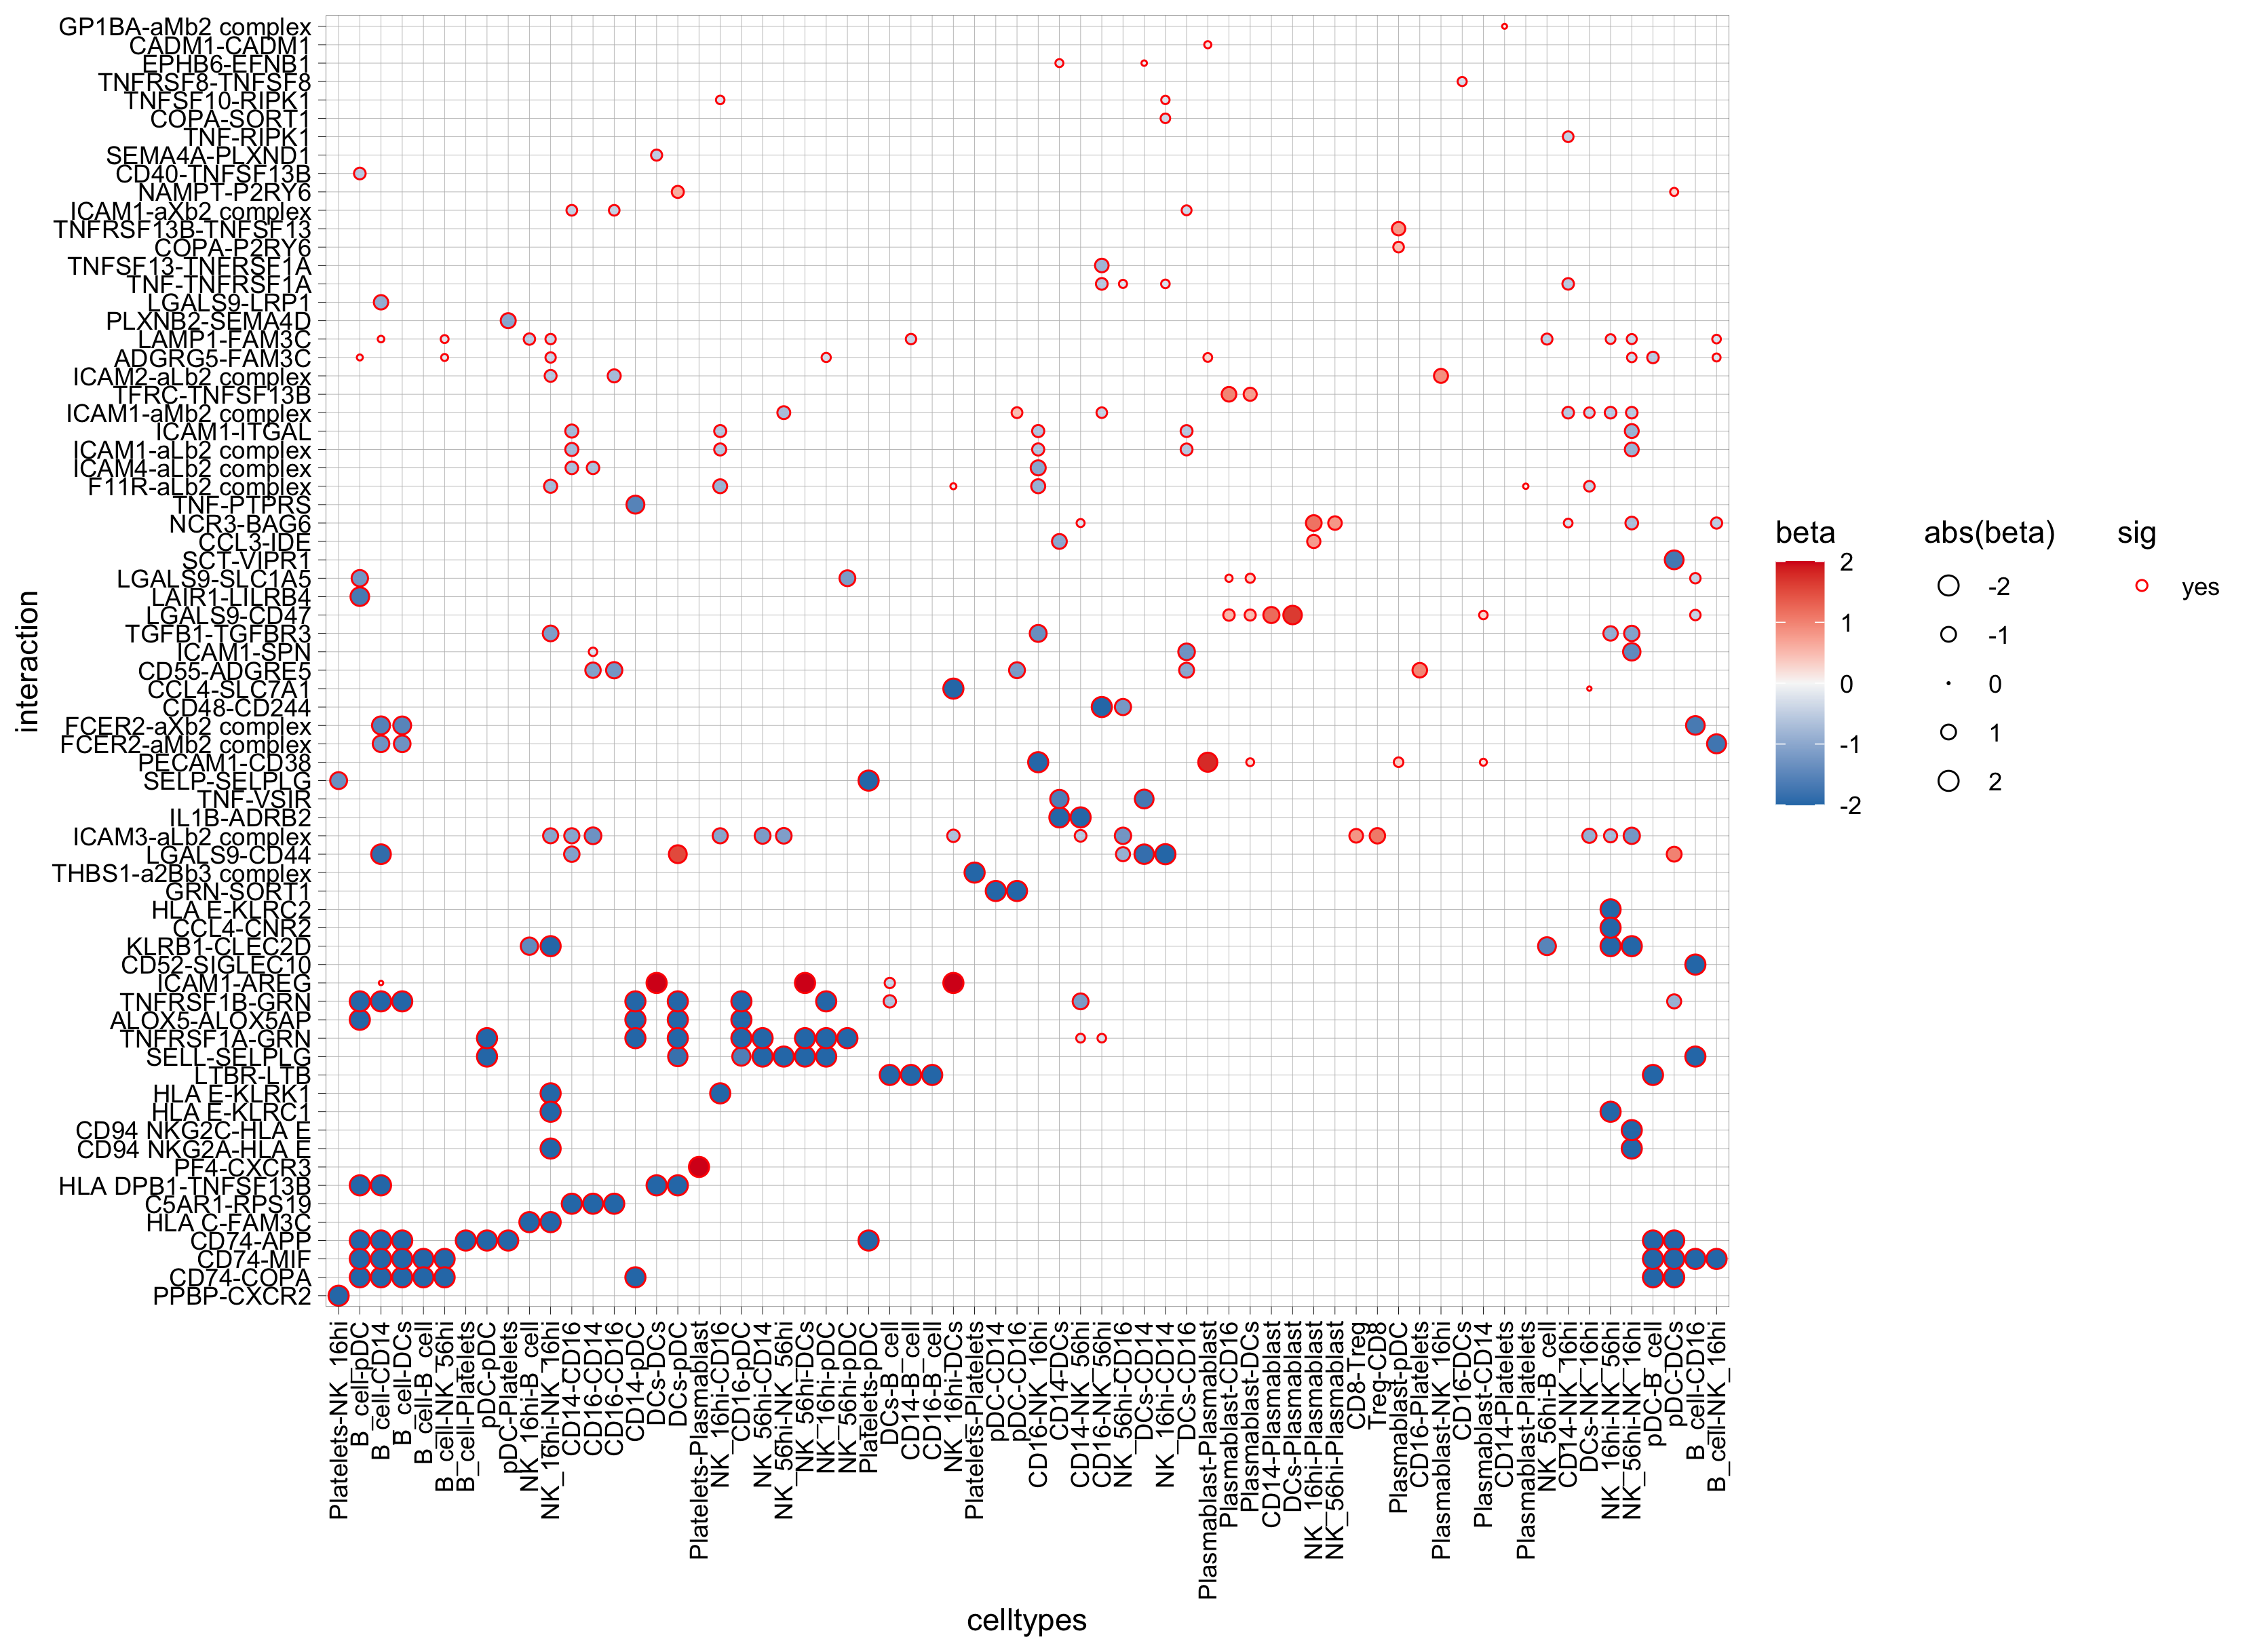 GP1BA-aMb2 complex
CADM1-CADM1
EPHB6-EFNB1
TNFRSF8-TNFSF8
TNFSF10-RIPK1
COPA-SORT1
TNF-RIPK1
SEMA4A-PLXND1
CD40-TNFSF13B
NAMPT-P2RY6
ICAM1-aXb2 complex
TNFRSF13B-TNFSF13
COPA-P2RY6
TNFSF13-TNFRSF1A
TNF-TNFRSF1A
LGALS9-LRP1
PLXNB2-SEMA4D
LAMP1-FAM3C
ADGRG5-FAM3C
ICAM2-aLb2 complex
TFRC-TNFSF13B
ICAM1-aMb2 complex
ICAM1-ITGAL
ICAM1-aLb2 complex
ICAM4-aLb2 complex
F11R-aLb2 complex
TNF-PTPRS
NCR3-BAG6
CCL3-IDE
SCT-VIPR1
LGALS9-SLC1A5
LAIR1-LILRB4
LGALS9-CD47
TGFB1-TGFBR3
ICAM1-SPN
CD55-ADGRE5
CCL4-SLC7A1
CD48-CD244
FCER2-aXb2 complex
FCER2-aMb2 complex
PECAM1-CD38
SELP-SELPLG
TNF-VSIR
IL1B-ADRB2
ICAM3-aLb2 complex
LGALS9-CD44
THBS1-a2Bb3 complex
GRN-SORT1
HLA E-KLRC2
CCL4-CNR2
KLRB1-CLEC2D
CD52-SIGLEC10
ICAM1-AREG
TNFRSF1B-GRN
ALOX5-ALOX5AP
TNFRSF1A-GRN
SELL-SELPLG
LTBR-LTB
HLA E-KLRK1
HLA E-KLRC1
CD94 NKG2C-HLA E
CD94 NKG2A-HLA E
PF4-CXCR3
HLA DPB1-TNFSF13B
C5AR1-RPS19
HLA C-FAM3C
CD74-APP
CD74-MIF
CD74-COPA
PPBP-CXCR2
interaction
Platelets-NK_16hi
B_cell-pDC
B_cell-CD14
B_cell-DCs
B_cell-B_cell
B_cell-NK_56hi
B_cell-Platelets
pDC-pDC
pDC-Platelets
NK_16hi-B_cell
NK_16hi-NK_16hi
CD14-CD16
CD16-CD14
CD16-CD16
CD14-pDC
DCs-DCs
DCs-pDC
Platelets-Plasmablast
NK_16hi-CD16
CD16-pDC
NK_56hi-CD14
NK_56hi-NK_56hi
NK_56hi-DCs
NK_16hi-pDC
NK_56hi-pDC
Platelets-pDC
DCs-B_cell
CD14-B_cell
CD16-B_cell
NK_16hi-DCs
Platelets-Platelets
pDC-CD14
pDC-CD16
CD16-NK_16hi
CD14-DCs
CD14-NK_56hi
CD16-NK_56hi
NK_56hi-CD16
DCs-CD14
NK_16hi-CD14
DCs-CD16
Plasmablast-Plasmablast
Plasmablast-CD16
Plasmablast-DCs
CD14-Plasmablast
DCs-Plasmablast
NK_16hi-Plasmablast
NK_56hi-Plasmablast
CD8-Treg
Treg-CD8
Plasmablast-pDC
CD16-Platelets
Plasmablast-NK_16hi
CD16-DCs
Plasmablast-CD14
CD14-Platelets
Plasmablast-Platelets
NK_56hi-B_cell
CD14-NK_16hi
DCs-NK_16hi
NK_16hi-NK_56hi
NK_56hi-NK_16hi
pDC-B_cell
pDC-DCs
B_cell-CD16
B_cell-NK_16hi
celltypes
beta
2
1
0
-1
-2
abs(beta)
-2
-1
0
1
2
sig
yes